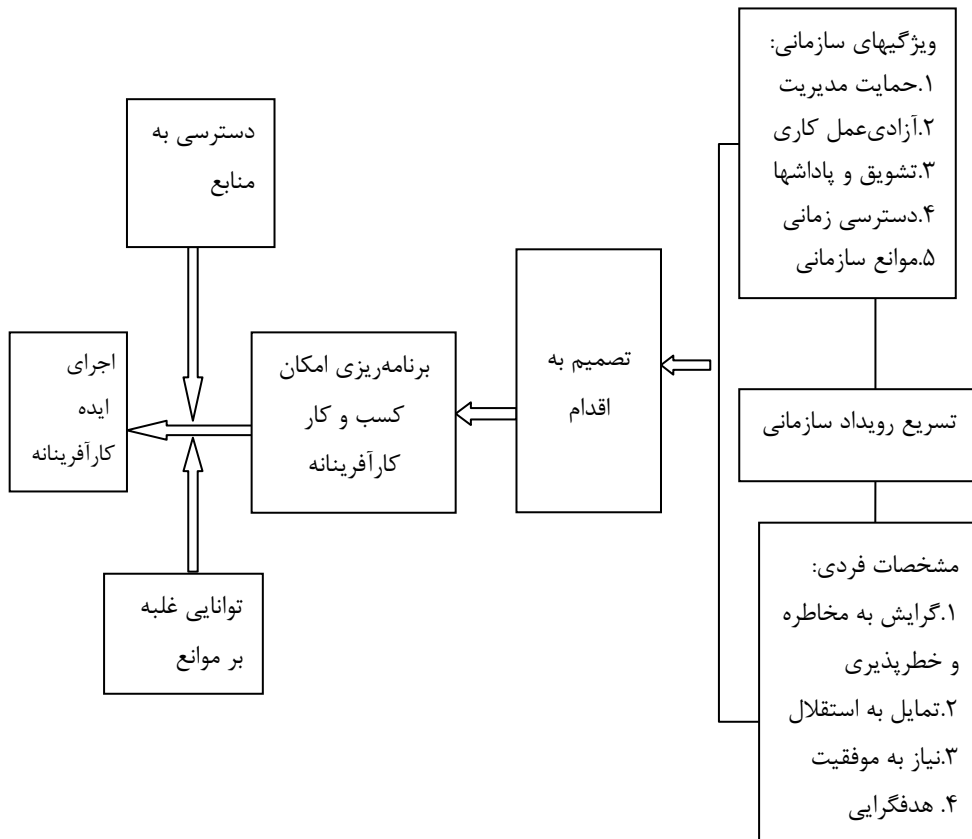 ویژگیهای سازمانی:
۱.حمایت مدیریت
۲.آزادی‌عمل کاری
۳.تشویق و پاداشها
۴.دسترسی زمانی
۵.موانع سازمانی
تسریع رویداد سازمانی
مشخصات فردی:
۱.گرایش به مخاطره
و خطرپذیری
۲.تمایل به استقلال
۳.نیاز به موفقیت
۴. هدفگرایی
تصمیم به
اقدام
برنامه‌ریزی امکان
کسب و کار
کارآفرینانه
دسترسی به
منابع
توانایی غلبه
بر موانع
اجرای
ایده
کارآفرینانه